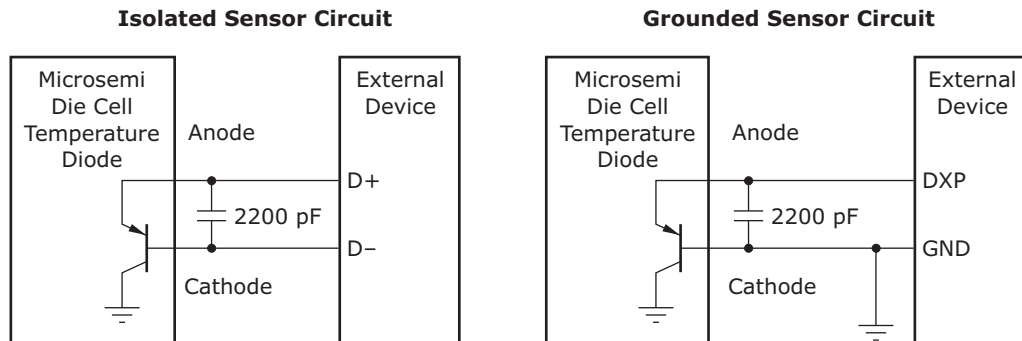 Isolated Sensor Circuit
Microsemi
Die Cell
Temperature
Diode
Anode
External
Device
D+
2200 pF
D–
Cathode
Grounded Sensor Circuit
Microsemi
Die Cell
Temperature
Diode
Anode
External
Device
DXP
2200 pF
GND
Cathode